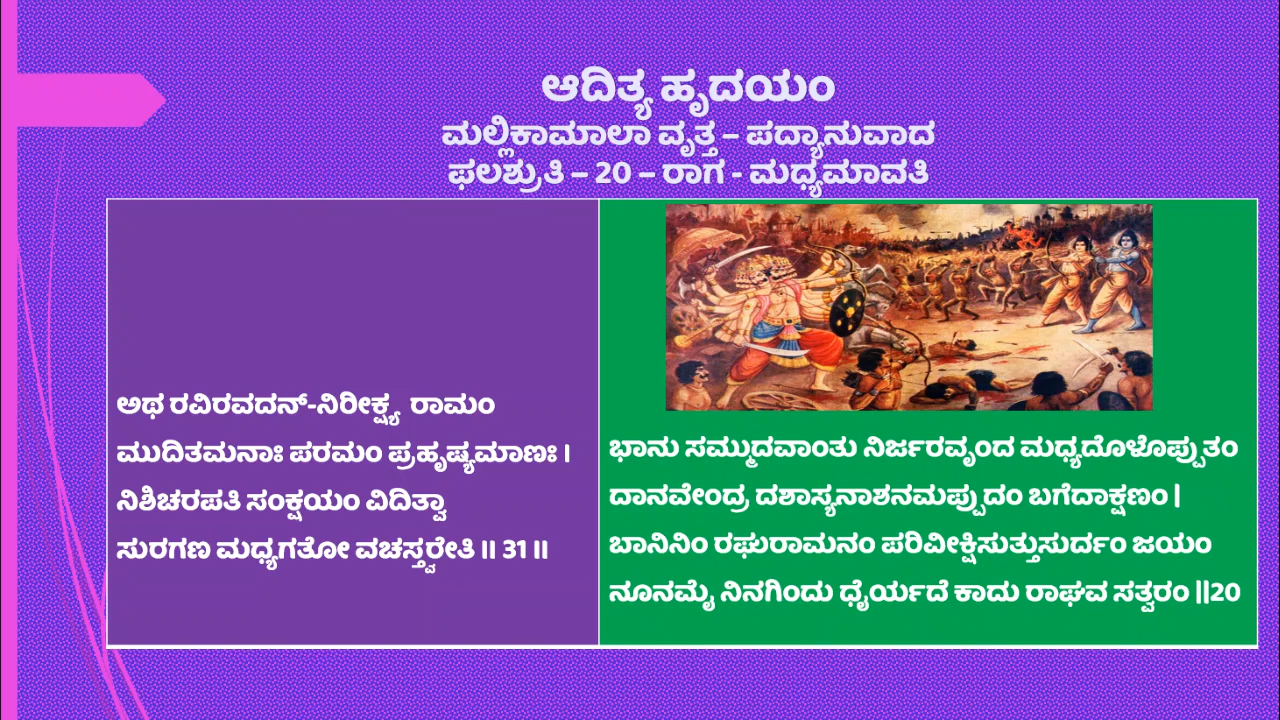 ಆದಿತ್ಯ ಹೃದಯಂ
ಮಲ್ಲಿಕಾಮಾಲಾ ವೃತ್ತ – ಪದ್ಯಾನುವಾದ
ಫಲಶ್ರುತಿ – 20 – ರಾಗ - ಮಧ್ಯಮಾವತಿ
ಅಥ ರವಿರವದನ್-ನಿರೀಕ್ಷ್ಯ ರಾಮಂ
ಮುದಿತಮನಾಃ ಪರಮಂ ಪ್ರಹೃಷ್ಯಮಾಣಃ ।
ನಿಶಿಚರಪತಿ ಸಂಕ್ಷಯಂ ವಿದಿತ್ವಾ
ಸುರಗಣ ಮಧ್ಯಗತೋ ವಚಸ್ತ್ವರೇತಿ ॥ 31 ॥
ಭಾನು ಸಮ್ಮುದವಾಂತು ನಿರ್ಜರವೃಂದ ಮಧ್ಯದೊಳೊಪ್ಪುತಂ
ದಾನವೇಂದ್ರ ದಶಾಸ್ಯನಾಶನಮಪ್ಪುದಂ ಬಗೆದಾಕ್ಷಣಂ |
ಬಾನಿನಿಂ ರಘುರಾಮನಂ ಪರಿವೀಕ್ಷಿಸುತ್ತುಸುರ್ದಂ ಜಯಂ
ನೂನಮೈ ನಿನಗಿಂದು ಧೈರ್ಯದೆ ಕಾದು ರಾಘವ ಸತ್ವರಂ ||20